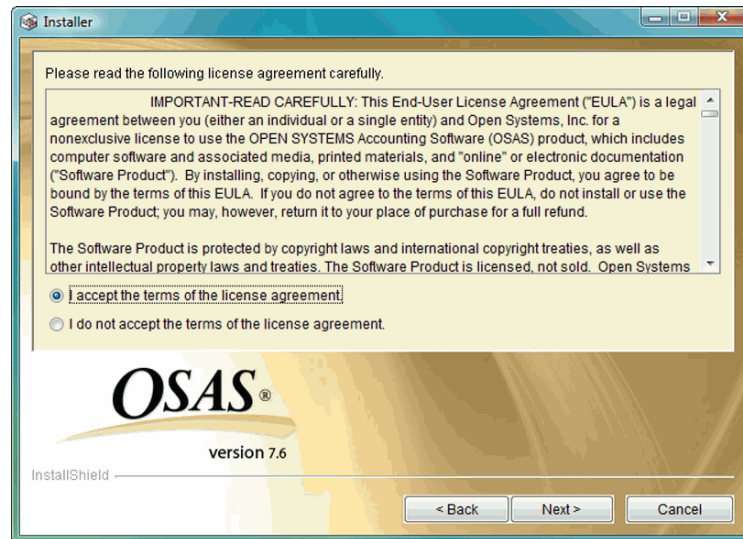 Installer
Please read the following license agreement carefully.
IMPORTANT-READ CAREFULLY: This End-User License Agreement ("EULA") is a legal
agreement between you (either an individual or a single entity) and Open Systems, Inc. for a
nonexclusive license to use the OPEN SYSTEMS Accounting Software (OSAS) product, which includes
computer software and associated media, printed materials, and "online" or electronic documentation
("Software Product"). By installing, copying, or otherwise using the Software Product, you agree to be
bound by the terms of this EULA. If you do not agree to the terms of this EULA, do not install or use the
Software Product; you may, however, return it to your place of purchase for a full refund.
The Software Product is protected by copyright laws and international copyright treaties, as well as
other intellectual property laws and treaties. The Software Product is licensed, not sold. Open Systems
I accept the terms of the license agreement.
I do not accept the terms of the license agreement.
OSAS®
version 7.6
InstallShield
< Back Next > Cancel